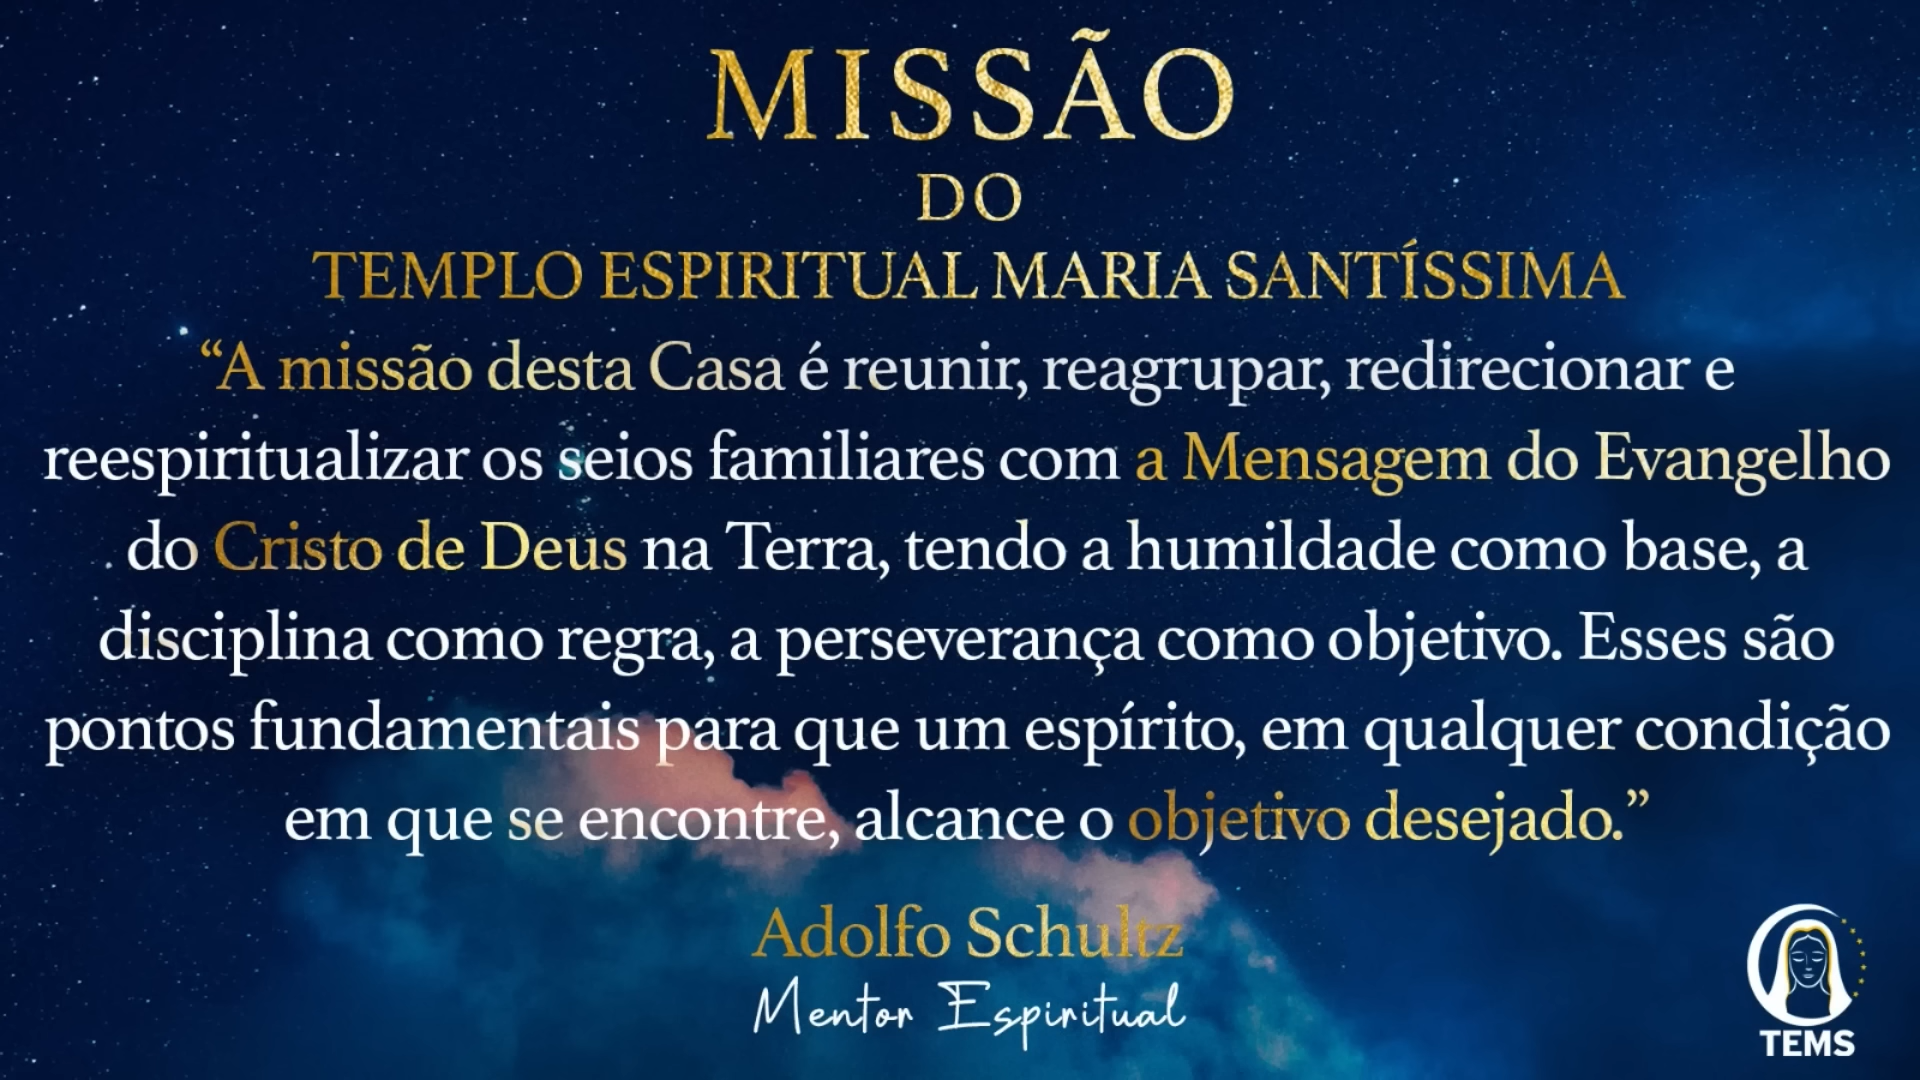 MISSÃO
DO
TEMPLO ESPIRITUAL MARIA SANTÍSSIMA
“A missão desta Casa é reunir, reagrupar, redirecionar e
reespiritualizar os seios familiares com a Mensagem do Evangelho
do Cristo de Deus na Terra, tendo a humildade como base, a
disciplina como regra, a perseverança como objetivo. Esses são
pontos fundamentais para que um espírito, em qualquer condição
em que se encontre, alcance o objetivo desejado.”
Adolfo Schultz
Mentor Espiritual
TEMS